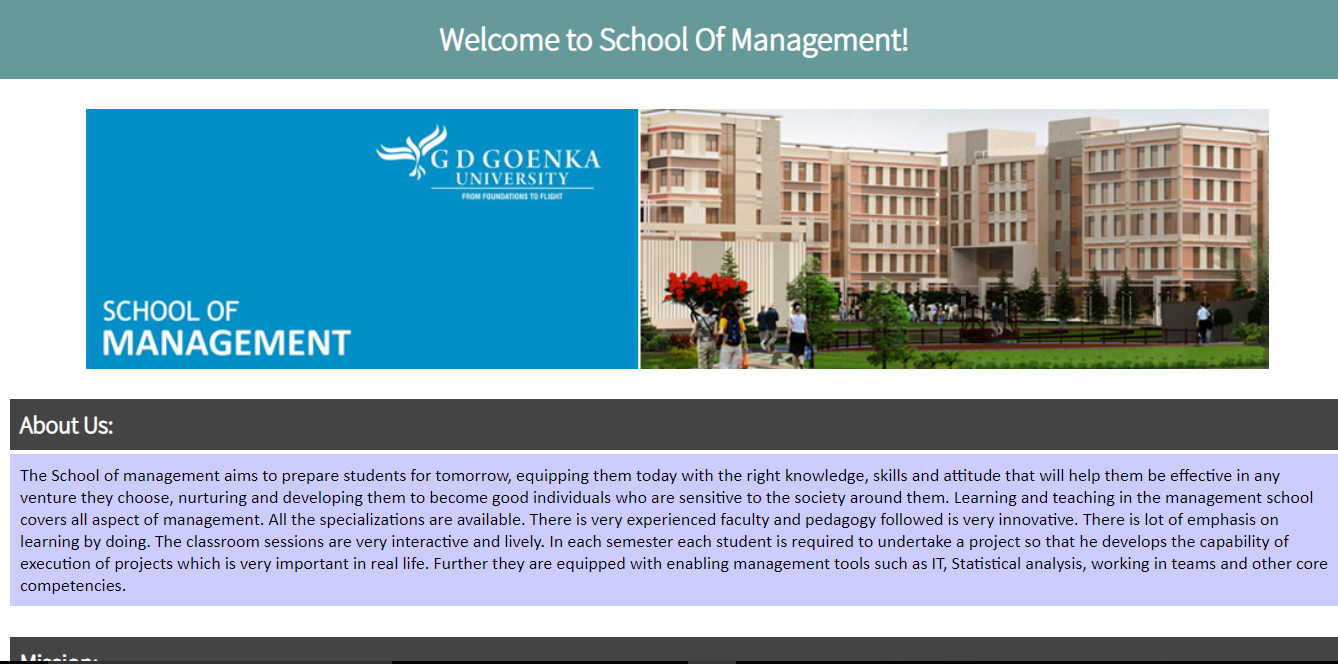 Welcome to School Of Management!
G D GOENKA
UNIVERSITY
FROM FOUNDATIONS TO FLIGHT
SCHOOL OF
MANAGEMENT
About Us:
The School of management aims to prepare students for tomorrow, equipping them today with the right knowledge, skills and attitude that will help them be effective in any
venture they choose, nurturing and developing them to become good individuals who are sensitive to the society around them. Learning and teaching in the management school
covers all aspect of management. All the specializations are available. There is very experienced faculty and pedagogy followed is very innovative. There is lot of emphasis on
learning by doing. The classroom sessions are very interactive and lively. In each semester each student is required to undertake a project so that he develops the capability of
execution of projects which is very important in real life. Further they are equipped with enabling management tools such as IT, Statistical analysis, working in teams and other core
competencies.
Mission: